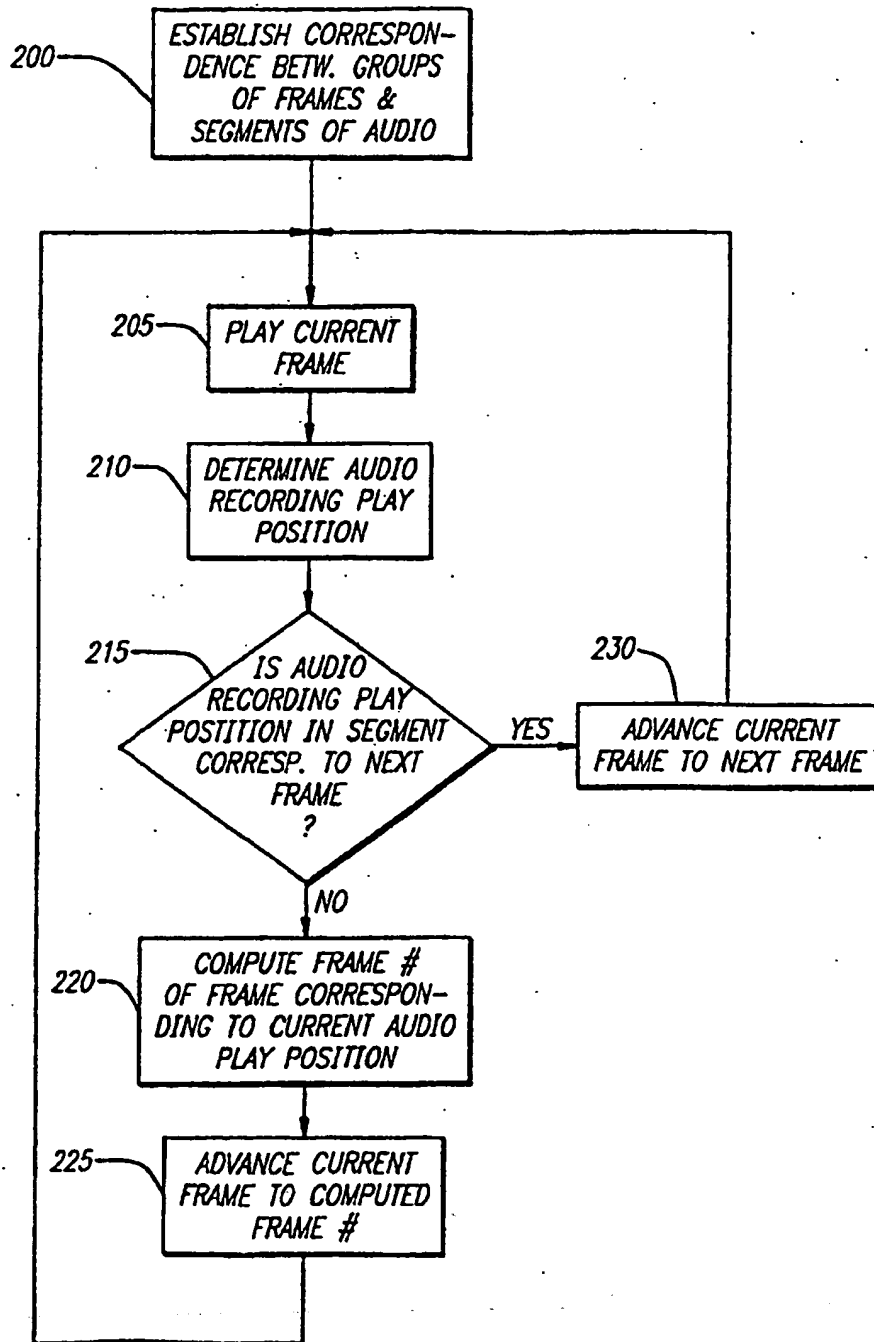 200
ESTABLISH CORRESPON-
DENCE BETW. GROUPS
OF FRAMES &
SEGMENTS OF AUDIO
205
PLAY CURRENT
FRAME
210
DETERMINE AUDIO
RECORDING PLAY
POSITION
215
IS AUDIO
RECORDING PLAY
POSTITION IN SEGMENT
CORRESP. TO NEXT
FRAME
?
YES
230
ADVANCE CURRENT
FRAME TO NEXT FRAME
NO
220
COMPUTE FRAME #
OF FRAME CORRESPON-
DING TO CURRENT AUDIO
PLAY POSITION
225
ADVANCE CURRENT
FRAME TO COMPUTED
FRAME #